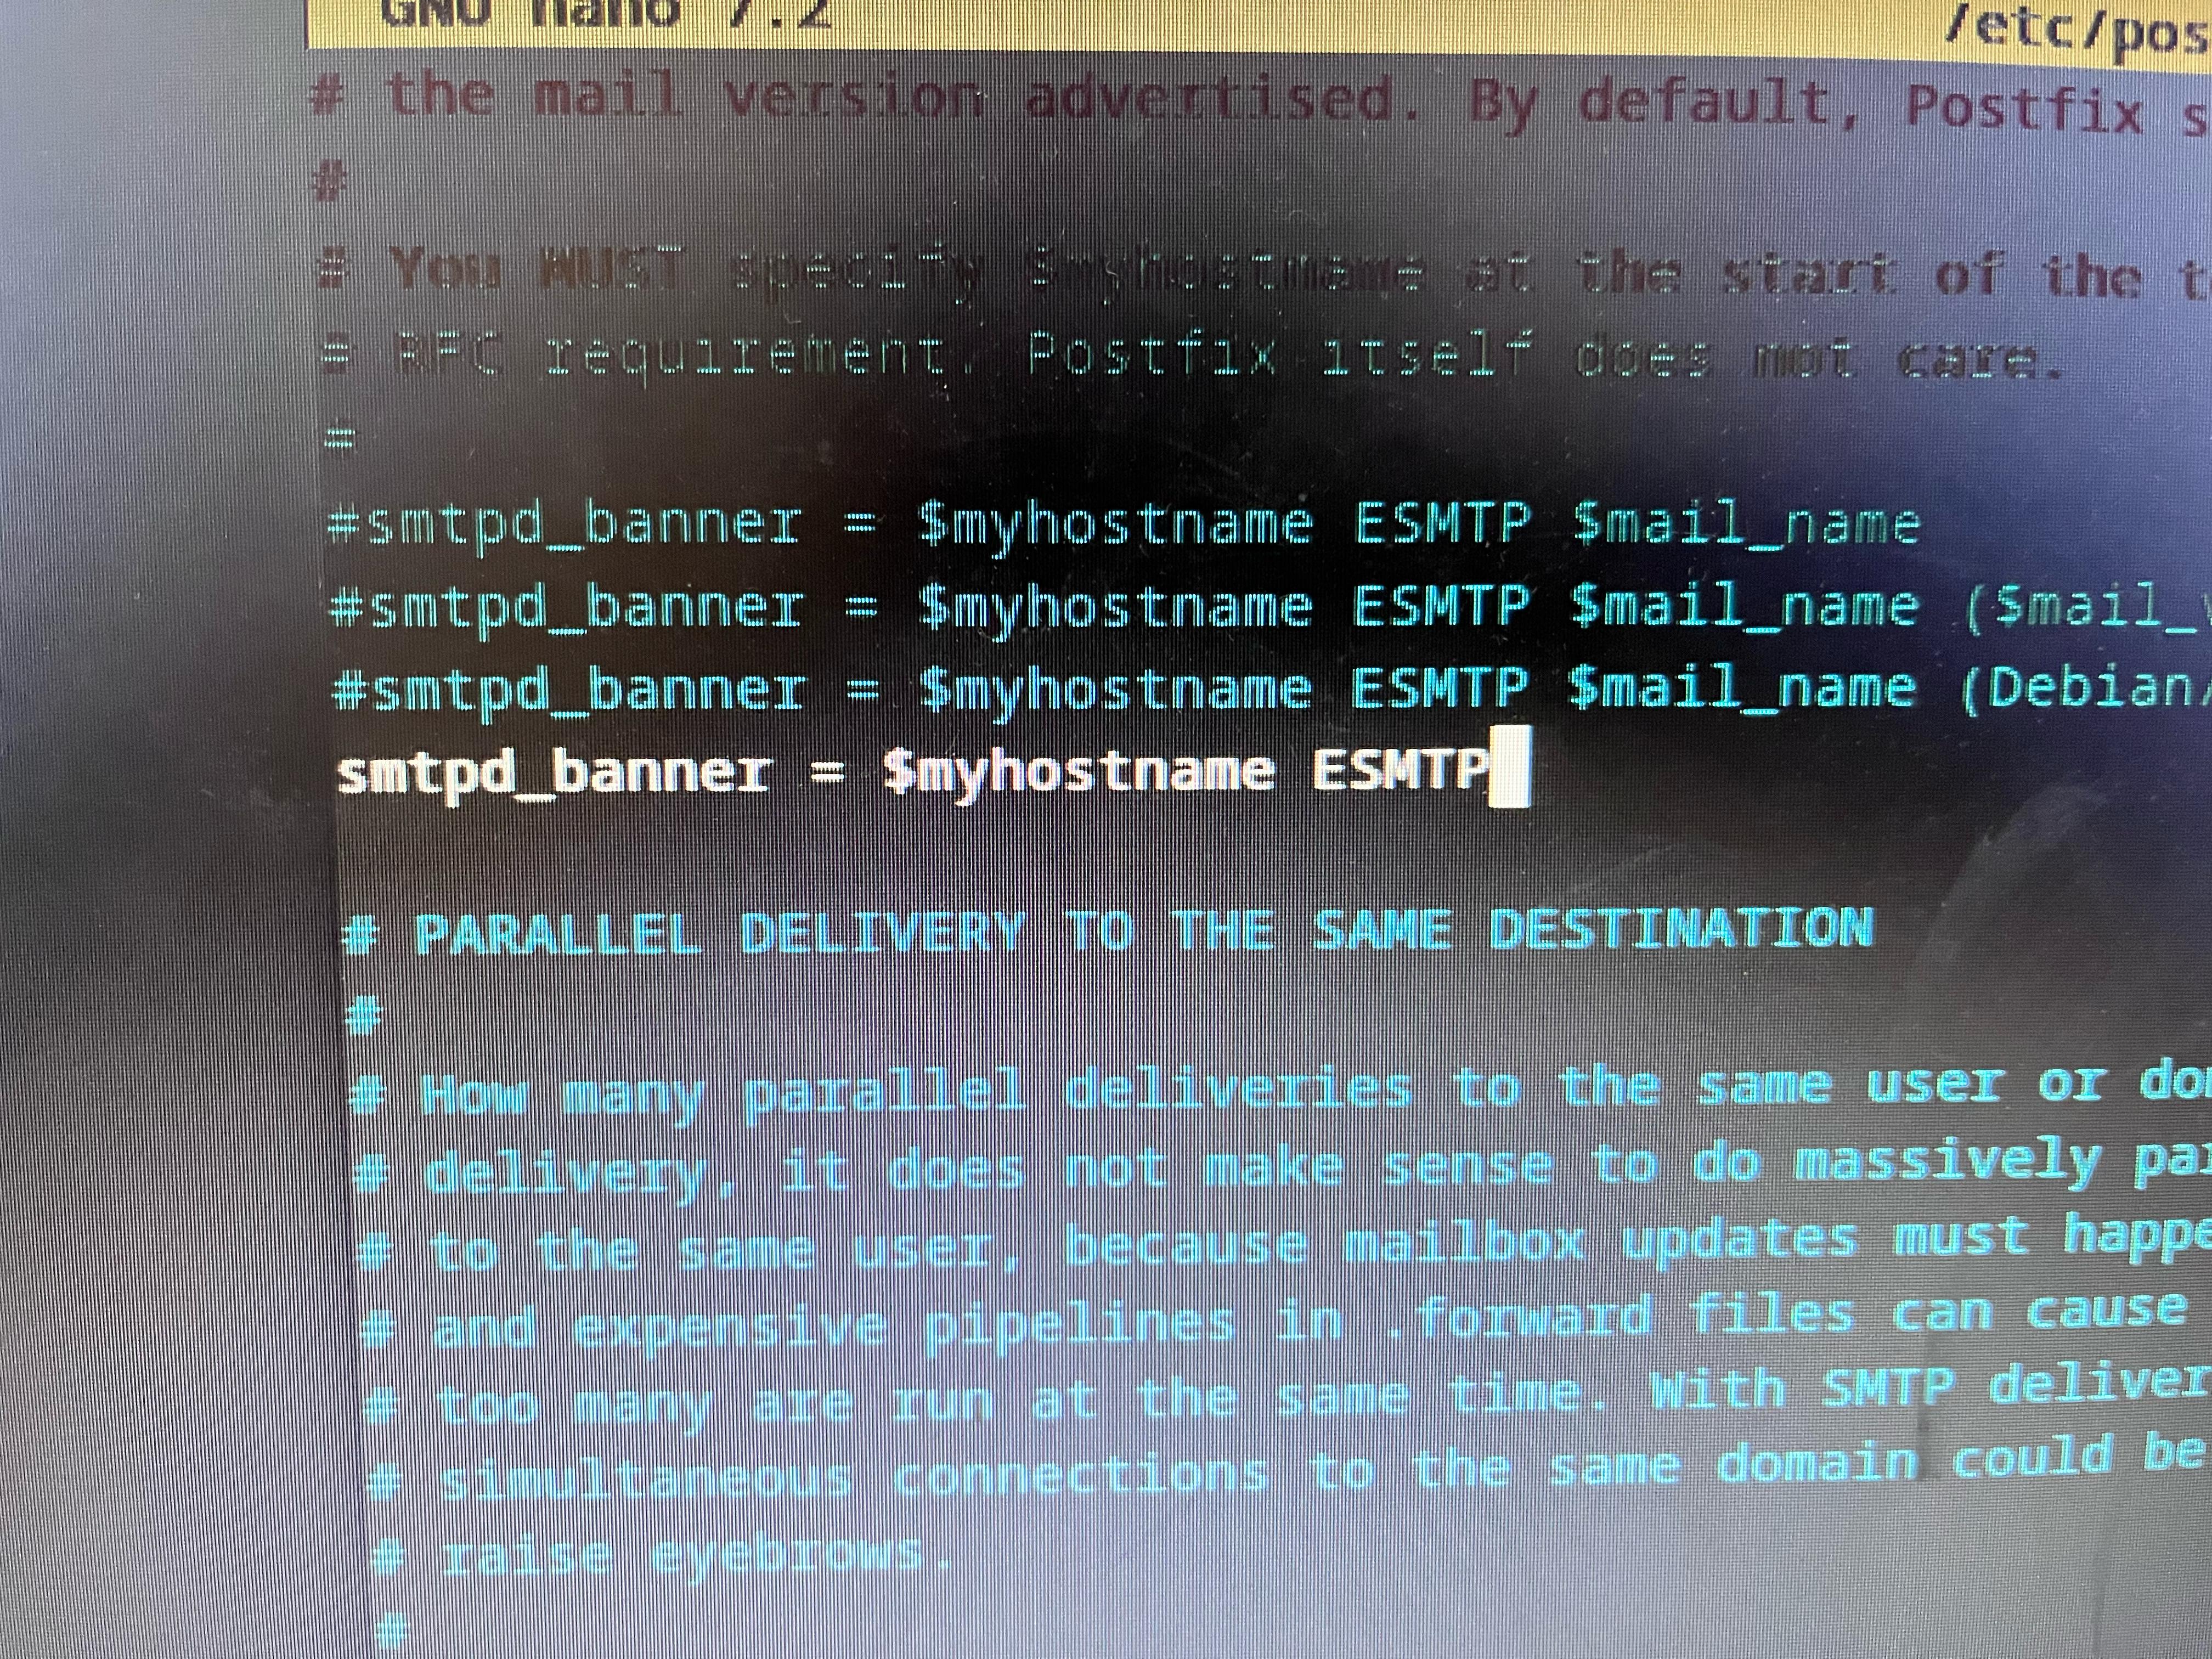 GNU nano 7.2 /etc/pos
# the mail version advertised. By default, Postfix s
#
# You MUST specify $myhostname at the start of the t
# RFC requirement. Postfix itself does not care.
#
#smtpd_banner = $myhostname ESMTP $mail_name
#smtpd_banner = $myhostname ESMTP $mail_name ($mail_v
#smtpd_banner = $myhostname ESMTP $mail_name (Debian/
smtpd_banner = $myhostname ESMTP
# PARALLEL DELIVERY TO THE SAME DESTINATION
#
# How many parallel deliveries to the same user or dom
# delivery, it does not make sense to do massively par
# to the same user, because mailbox updates must happe
# and expensive pipelines in .forward files can cause
# too many are run at the same time. With SMTP deliver
# simultaneous connections to the same domain could be
# raise eyebrows.
#